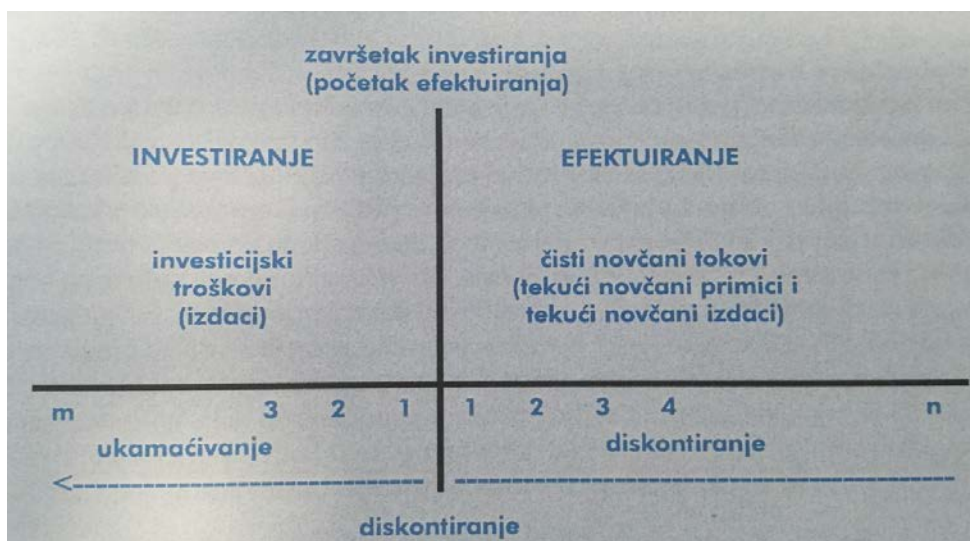 završetak investiranja
(početak efektuiranja)
INVESTIRANJE
EFEKTUIRANJE
investicijski
troškovi
(izdaci)
čisti novčani tokovi
(tekući novčani primici i
tekući novčani izdaci)
m 3 2 1 1 2 3 4 n
ukamaćivanje
diskontiranje
diskontiranje